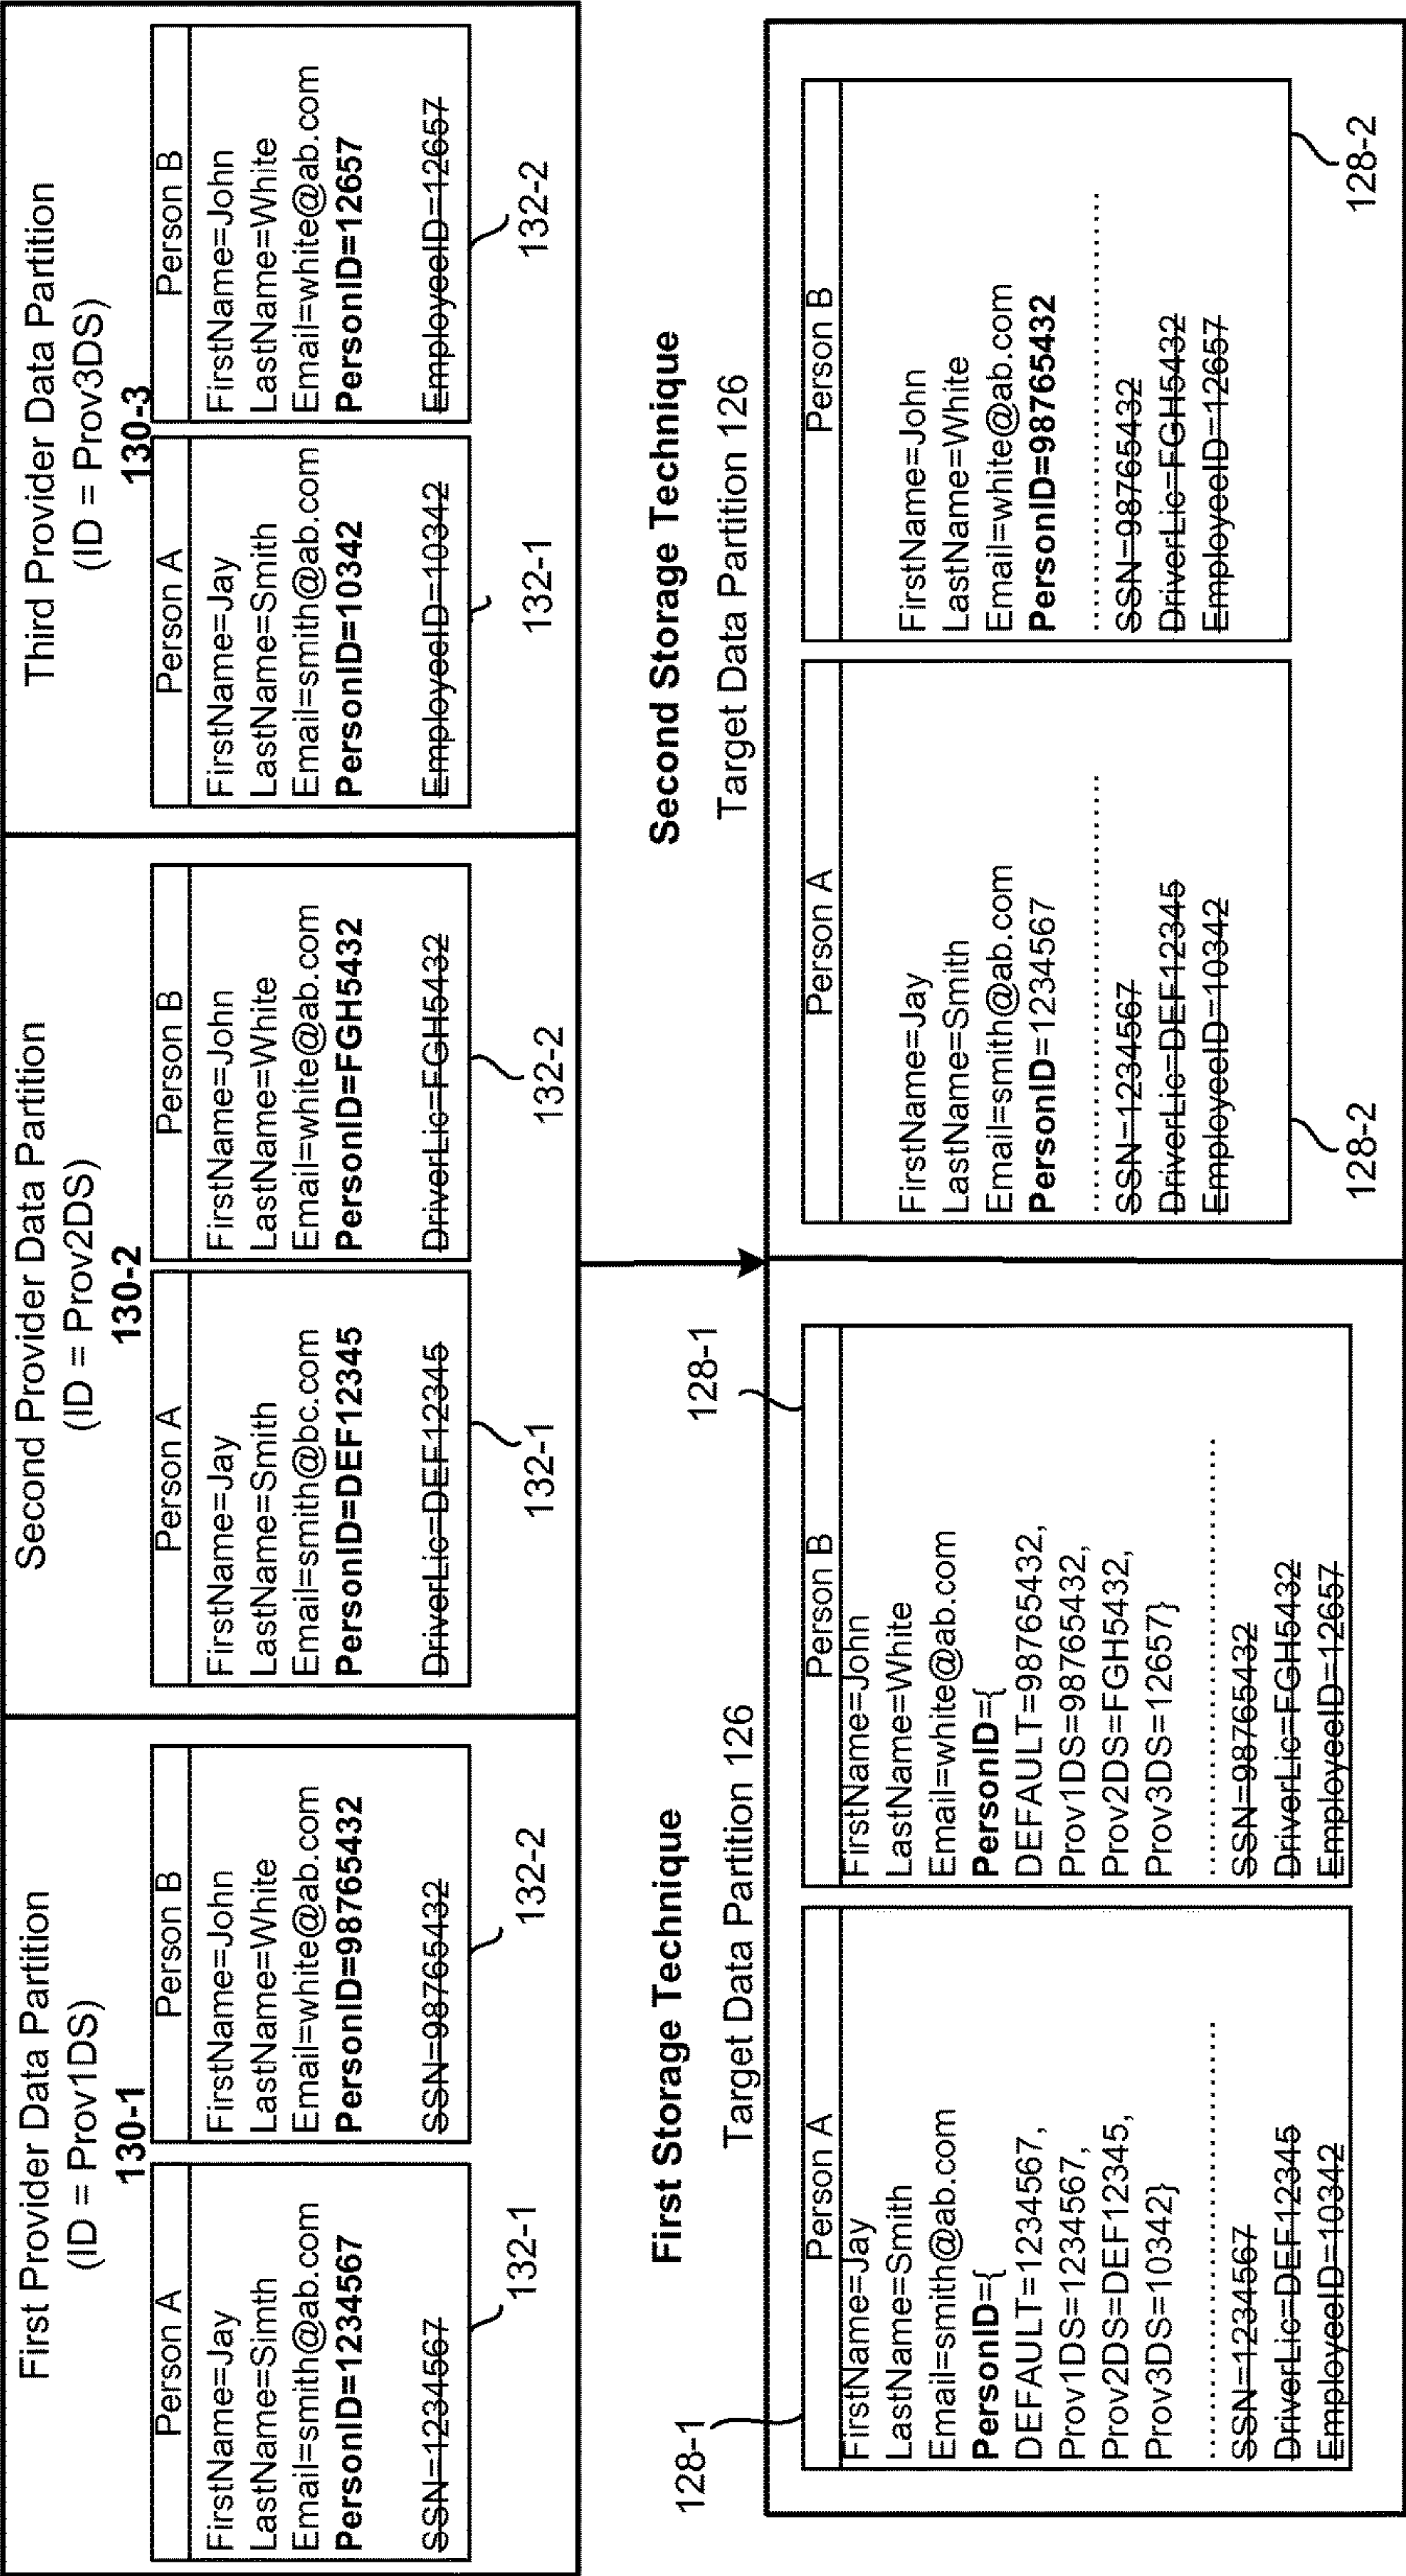 First Provider Data Partition
(ID = Prov1DS)
130-1
Person A
FirstName=Jay
LastName=Simth
Email=smith@ab.com
PersonID=1234567
SSN=1234567
132-1
Person B
FirstName=John
LastName=White
Email=white@ab.com
PersonID=98765432
SSN=98765432
132-2
Second Provider Data Partition
(ID = Prov2DS)
130-2
Person A
FirstName=Jay
LastName=Smith
Email=smith@bc.com
PersonID=DEF12345
DriverLic=DEF12345
132-1
Person B
FirstName=John
LastName=White
Email=white@ab.com
PersonID=FGH5432
DriverLic=FGH5432
132-2
Third Provider Data Partition
(ID = Prov3DS)
130-3
Person A
FirstName=Jay
LastName=Smith
Email=smith@ab.com
PersonID=10342
EmployeeID=10342
132-1
Person B
FirstName=John
LastName=White
Email=white@ab.com
PersonID=12657
EmployeeID=12657
132-2
First Storage Technique
Target Data Partition 126
128-1
Person A
FirstName=Jay
LastName=Smith
Email=smith@ab.com
PersonID={
DEFAULT=1234567,
Prov1DS=1234567,
Prov2DS=DEF12345,
Prov3DS=10342}
SSN=1234567
DriverLic=DEF12345
EmployeeID=10342
128-1
Person B
FirstName=John
LastName=White
Email=white@ab.com
PersonID={
DEFAULT=98765432,
Prov1DS=98765432,
Prov2DS=FGH5432,
Prov3DS=12657}
SSN=98765432
DriverLic=FGH5432
EmployeeID=12657
Second Storage Technique
Target Data Partition 126
Person A
FirstName=Jay
LastName=Smith
Email=smith@ab.com
PersonID=1234567
SSN=1234567
DriverLic=DEF12345
EmployeeID=10342
128-2
Person B
FirstName=John
LastName=White
Email=white@ab.com
PersonID=98765432
SSN=98765432
DriverLic=FGH5432
EmployeeID=12657
128-2